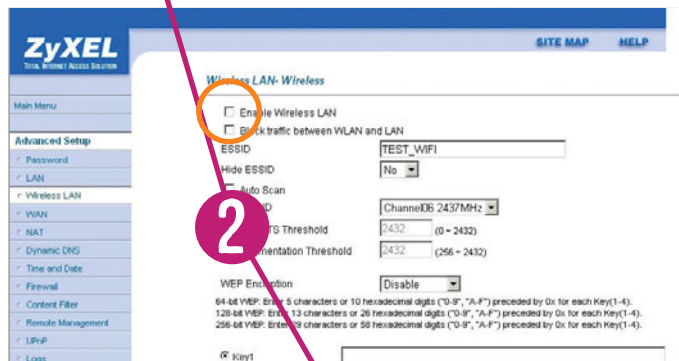 ZyXEL
TOTAL INTERNET ACCESS SOLUTION
SITE MAP HELP
Main Menu
Advanced Setup
Password
LAN
Wireless LAN
WAN
NAT
Dynamic DNS
Time and Date
Firewall
Content Filter
Remote Management
UPnP
Logs
Wireless LAN- Wireless
Enable Wireless LAN
Block traffic between WLAN and LAN
ESSID TEST_WIFI
Hide ESSID No
Auto Scan
ID Channel06 2437MHz
2
TS Threshold 2432 (0 ~ 2432)
mentation Threshold 2432 (256 ~ 2432)
WEP Encryption Disable
64-bit WEP: Enter 5 characters or 10 hexadecimal digits ("0-9", "A-F") preceded by 0x for each Key(1-4).
128-bit WEP: Enter 13 characters or 26 hexadecimal digits ("0-9", "A-F") preceded by 0x for each Key(1-4).
256-bit WEP: Enter 29 characters or 58 hexadecimal digits ("0-9", "A-F") preceded by 0x for each Key(1-4).
Key1